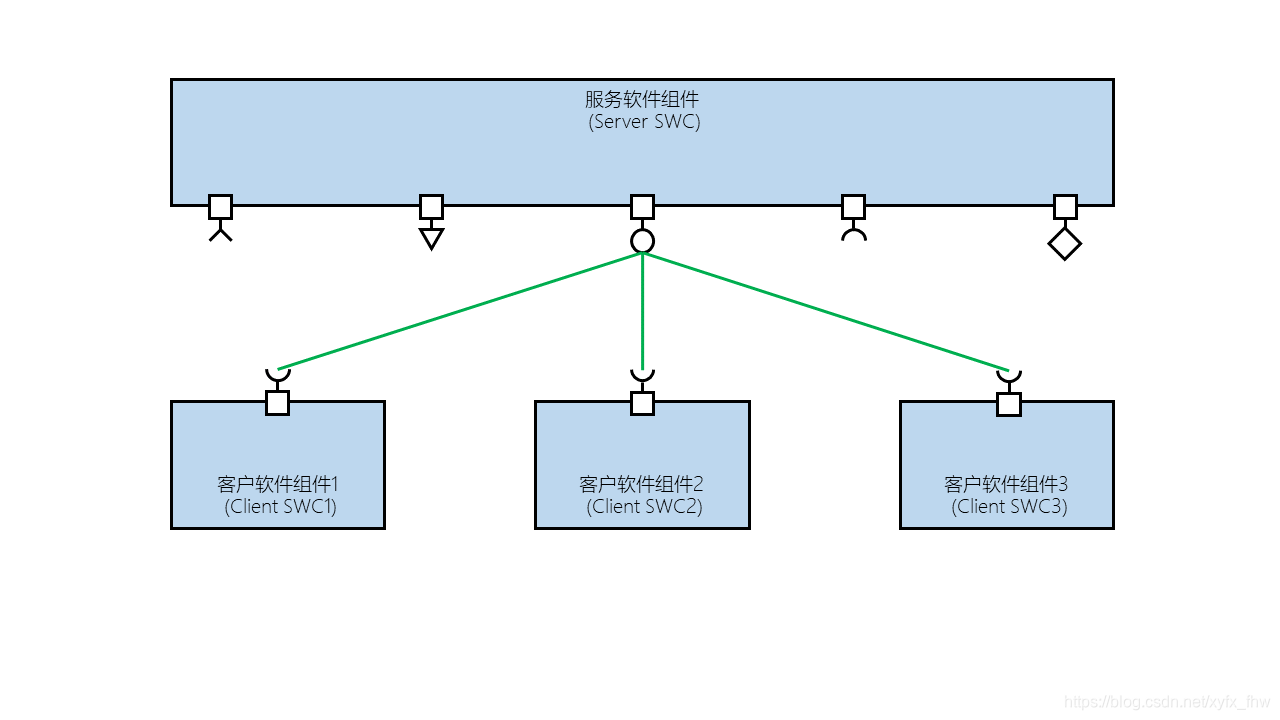 服务软件组件
(Server SWC)
客户软件组件1
(Client SWC1)
客户软件组件2
(Client SWC2)
客户软件组件3
(Client SWC3)
https://blog.csdn.net/xyfx_fhw